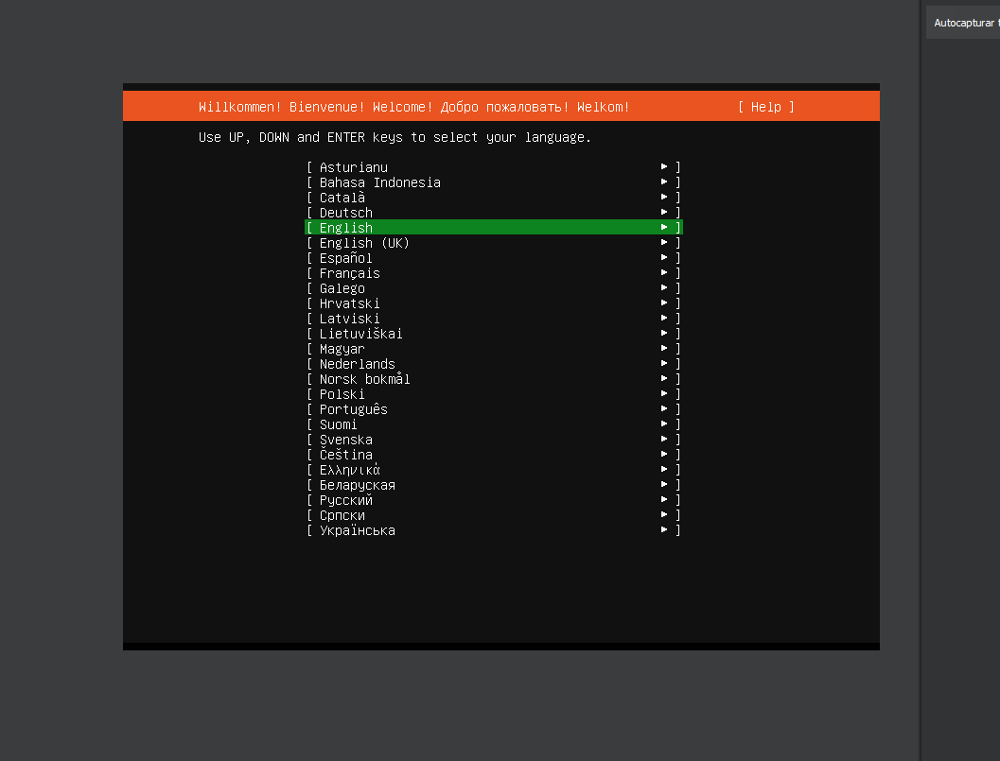 Autocapturar
Willkommen! Bienvenue! Welcome! Добро пожаловать! Welkom! [ Help ]
Use UP, DOWN and ENTER keys to select your language.
[ Asturianu ► ]
[ Bahasa Indonesia ► ]
[ Català ► ]
[ Deutsch ► ]
[ English ► ]
[ English (UK) ► ]
[ Español ► ]
[ Français ► ]
[ Galego ► ]
[ Hrvatski ► ]
[ Latviski ► ]
[ Lietuviškai ► ]
[ Magyar ► ]
[ Nederlands ► ]
[ Norsk bokmål ► ]
[ Polski ► ]
[ Português ► ]
[ Suomi ► ]
[ Svenska ► ]
[ Čeština ► ]
[ Ελληνικά ► ]
[ Беларуская ► ]
[ Русский ► ]
[ Српски ► ]
[ Українська ► ]